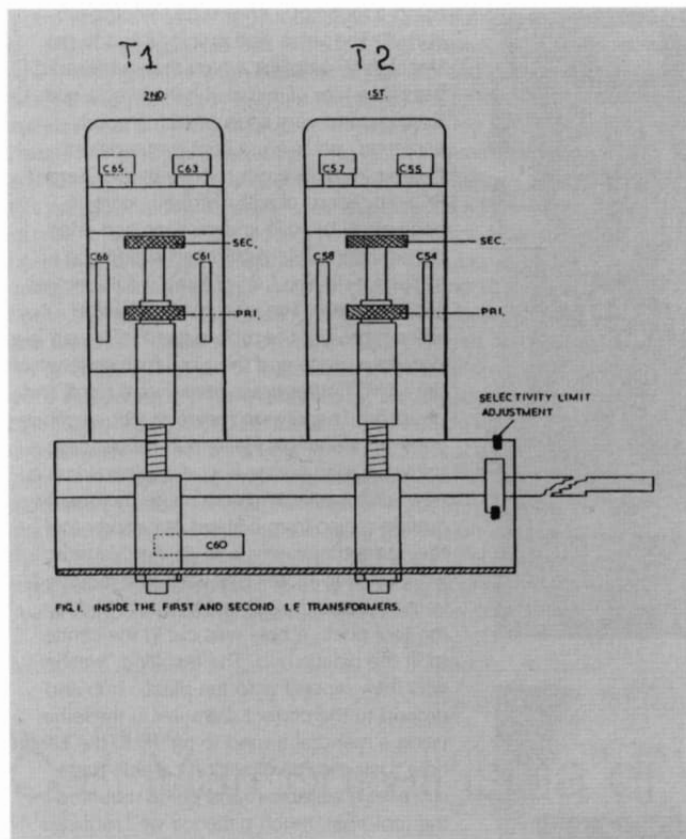 T1 T2
2ND. 1ST.
C65 C63 C57 C55
SEC. SEC.
C66 C61 C58 C54
PRI. PRI.
SELECTIVITY LIMIT
ADJUSTMENT
C60
FIG.1. INSIDE THE FIRST AND SECOND I.F. TRANSFORMERS.